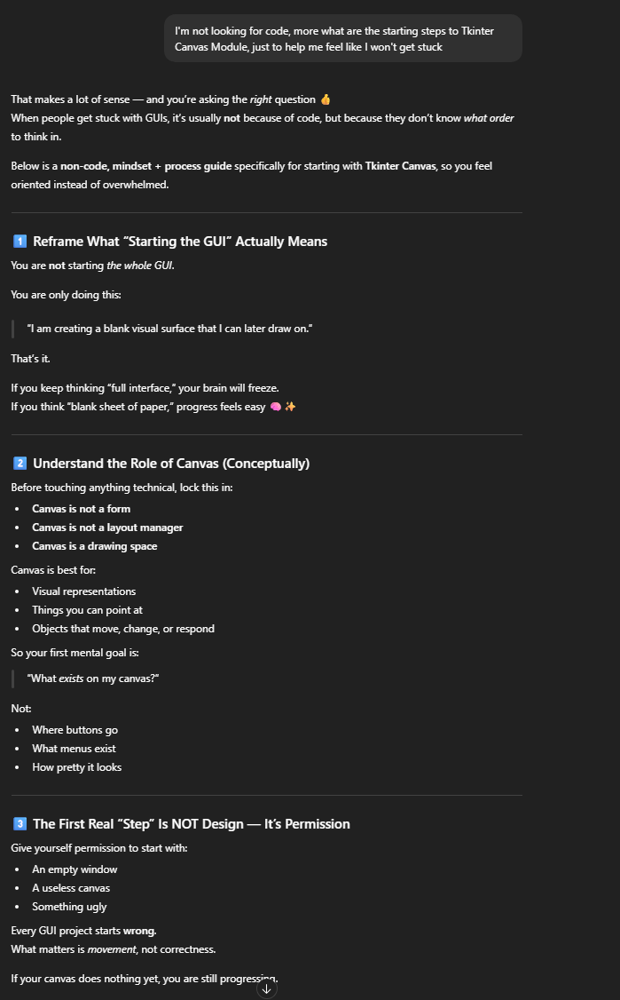 I'm not looking for code, more what are the starting steps to Tkinter
Canvas Module, just to help me feel like I won't get stuck
That makes a lot of sense — and you're asking the right question 👍
When people get stuck with GUIs, it's usually not because of code, but because they don't know what order
to think in.
Below is a non-code, mindset + process guide specifically for starting with Tkinter Canvas, so you feel
oriented instead of overwhelmed.
1️⃣ Reframe What “Starting the GUI” Actually Means
You are not starting the whole GUI.
You are only doing this:
“I am creating a blank visual surface that I can later draw on.”
That's it.
If you keep thinking “full interface,” your brain will freeze.
If you think “blank sheet of paper,” progress feels easy 🧠✨
2️⃣ Understand the Role of Canvas (Conceptually)
Before touching anything technical, lock this in:
• Canvas is not a form
• Canvas is not a layout manager
• Canvas is a drawing space
Canvas is best for:
• Visual representations
• Things you can point at
• Objects that move, change, or respond
So your first mental goal is:
“What exists on my canvas?”
Not:
• Where buttons go
• What menus exist
• How pretty it looks
3️⃣ The First Real “Step” Is NOT Design — It's Permission
Give yourself permission to start with:
• An empty window
• A useless canvas
• Something ugly
Every GUI project starts wrong.
What matters is movement, not correctness.
If your canvas does nothing yet, you are still progressing.